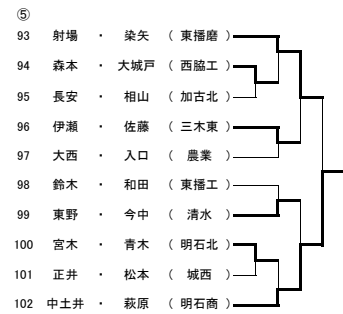 ⑤
93 射場 ・ 染矢 ( 東播磨 )
94 森本 ・ 大城戸 ( 西脇工 )
95 長安 ・ 相山 ( 加古北 )
96 伊瀬 ・ 佐藤 ( 三木東 )
97 大西 ・ 入口 ( 農業 )
98 鈴木 ・ 和田 ( 東播工 )
99 東野 ・ 今中 ( 清水 )
100 宮木 ・ 青木 ( 明石北 )
101 正井 ・ 松本 ( 城西 )
102 中土井 ・ 萩原 ( 明石商 )